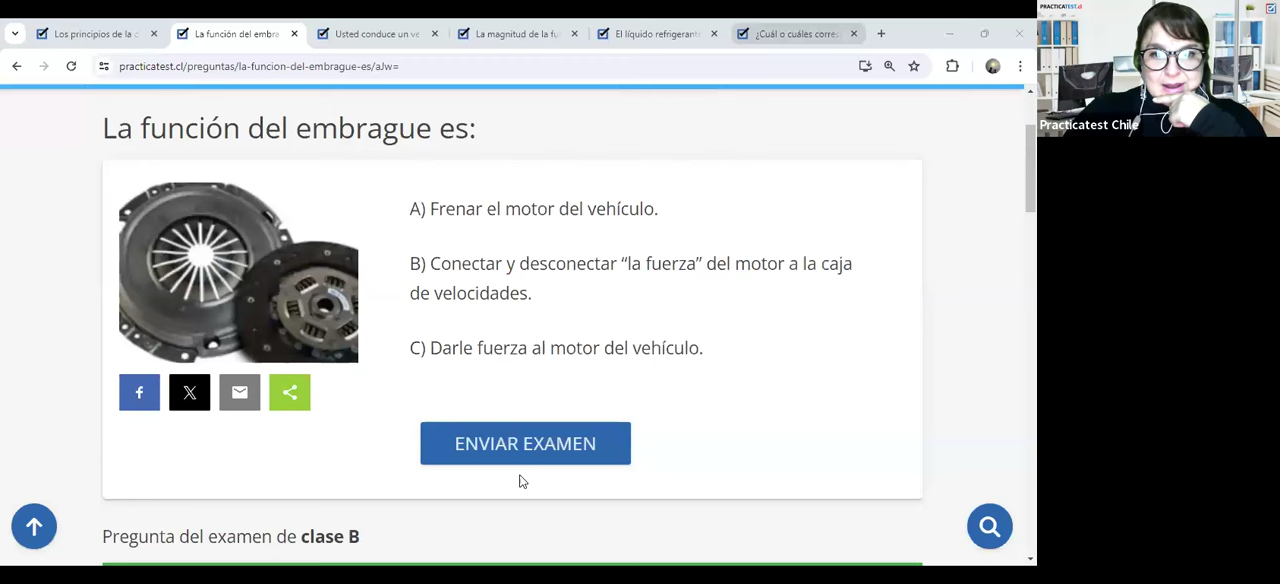 Los principios de la c
La función del embra
Usted conduce un ve
La magnitud de la fu
El líquido refrigerant
¿Cuál o cuáles corres
practicatest.cl/preguntas/la-funcion-del-embrague-es/aJw=
PRACTICATEST.cl
Practicatest Chile
La función del embrague es:
A) Frenar el motor del vehículo.
B) Conectar y desconectar “la fuerza” del motor a la caja
de velocidades.
C) Darle fuerza al motor del vehículo.
ENVIAR EXAMEN
Pregunta del examen de clase B